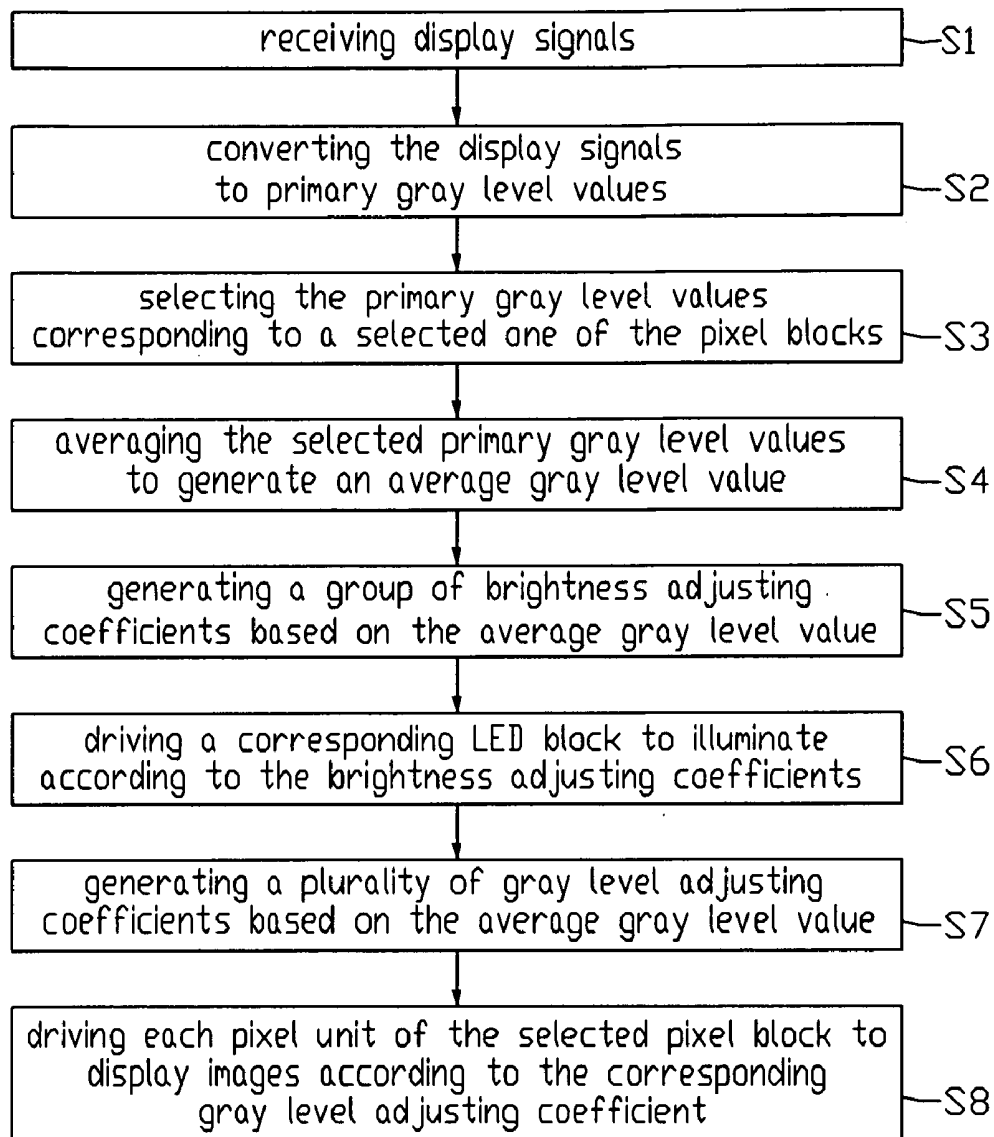 receiving display signals
S1
converting the display signals
to primary gray level values
S2
selecting the primary gray level values
corresponding to a selected one of the pixel blocks
S3
averaging the selected primary gray level values
to generate an average gray level value
S4
generating a group of brightness adjusting
coefficients based on the average gray level value
S5
driving a corresponding LED block to illuminate
according to the brightness adjusting coefficients
S6
generating a plurality of gray level adjusting
coefficients based on the average gray level value
S7
driving each pixel unit of the selected pixel block to
display images according to the corresponding
gray level adjusting coefficient
S8